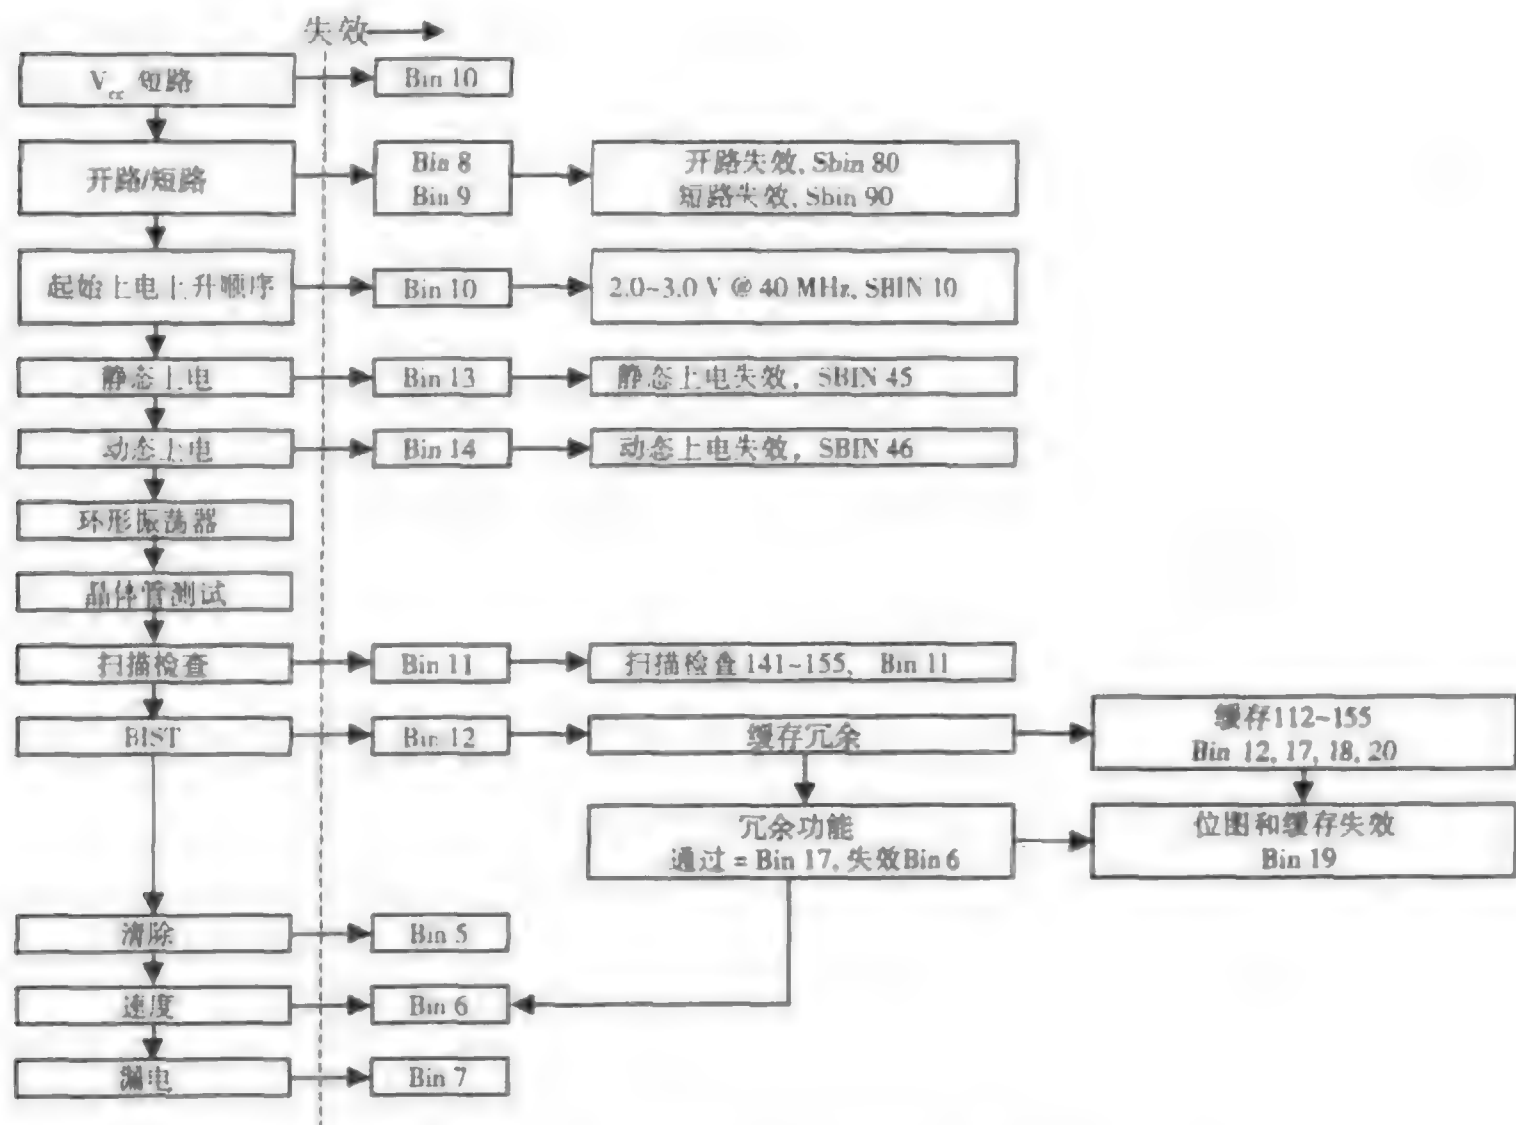 失效
V_cc 短路
Bin 10
开路/短路
Bin 8
Bin 9
开路失效, Sbin 80
短路失效, Sbin 90
起始上电上升顺序
Bin 10
2.0~3.0 V @ 40 MHz, SBIN 10
静态上电
Bin 13
静态上电失效, SBIN 45
动态上电
Bin 14
动态上电失效, SBIN 46
环形振荡器
晶体管测试
扫描检查
Bin 11
扫描检查 141~155, Bin 11
BIST
Bin 12
缓存冗余
缓存112~155
Bin 12, 17, 18, 20
冗余功能
通过 = Bin 17, 失效Bin 6
位图和缓存失效
Bin 19
清除
Bin 5
速度
Bin 6
漏电
Bin 7